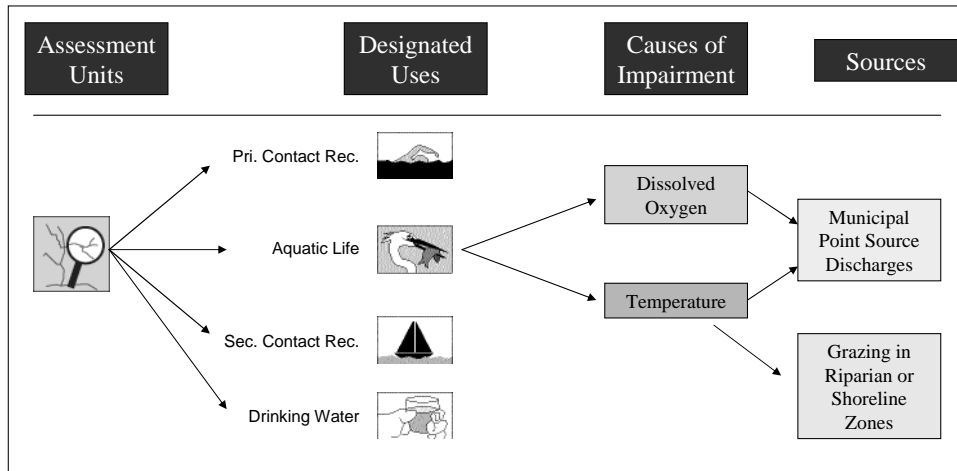 Assessment
Units
Designated
Uses
Causes of
Impairment
Sources
Pri. Contact Rec.
Aquatic Life
Sec. Contact Rec.
Drinking Water
Dissolved
Oxygen
Temperature
Municipal
Point Source
Discharges
Grazing in
Riparian or
Shoreline
Zones